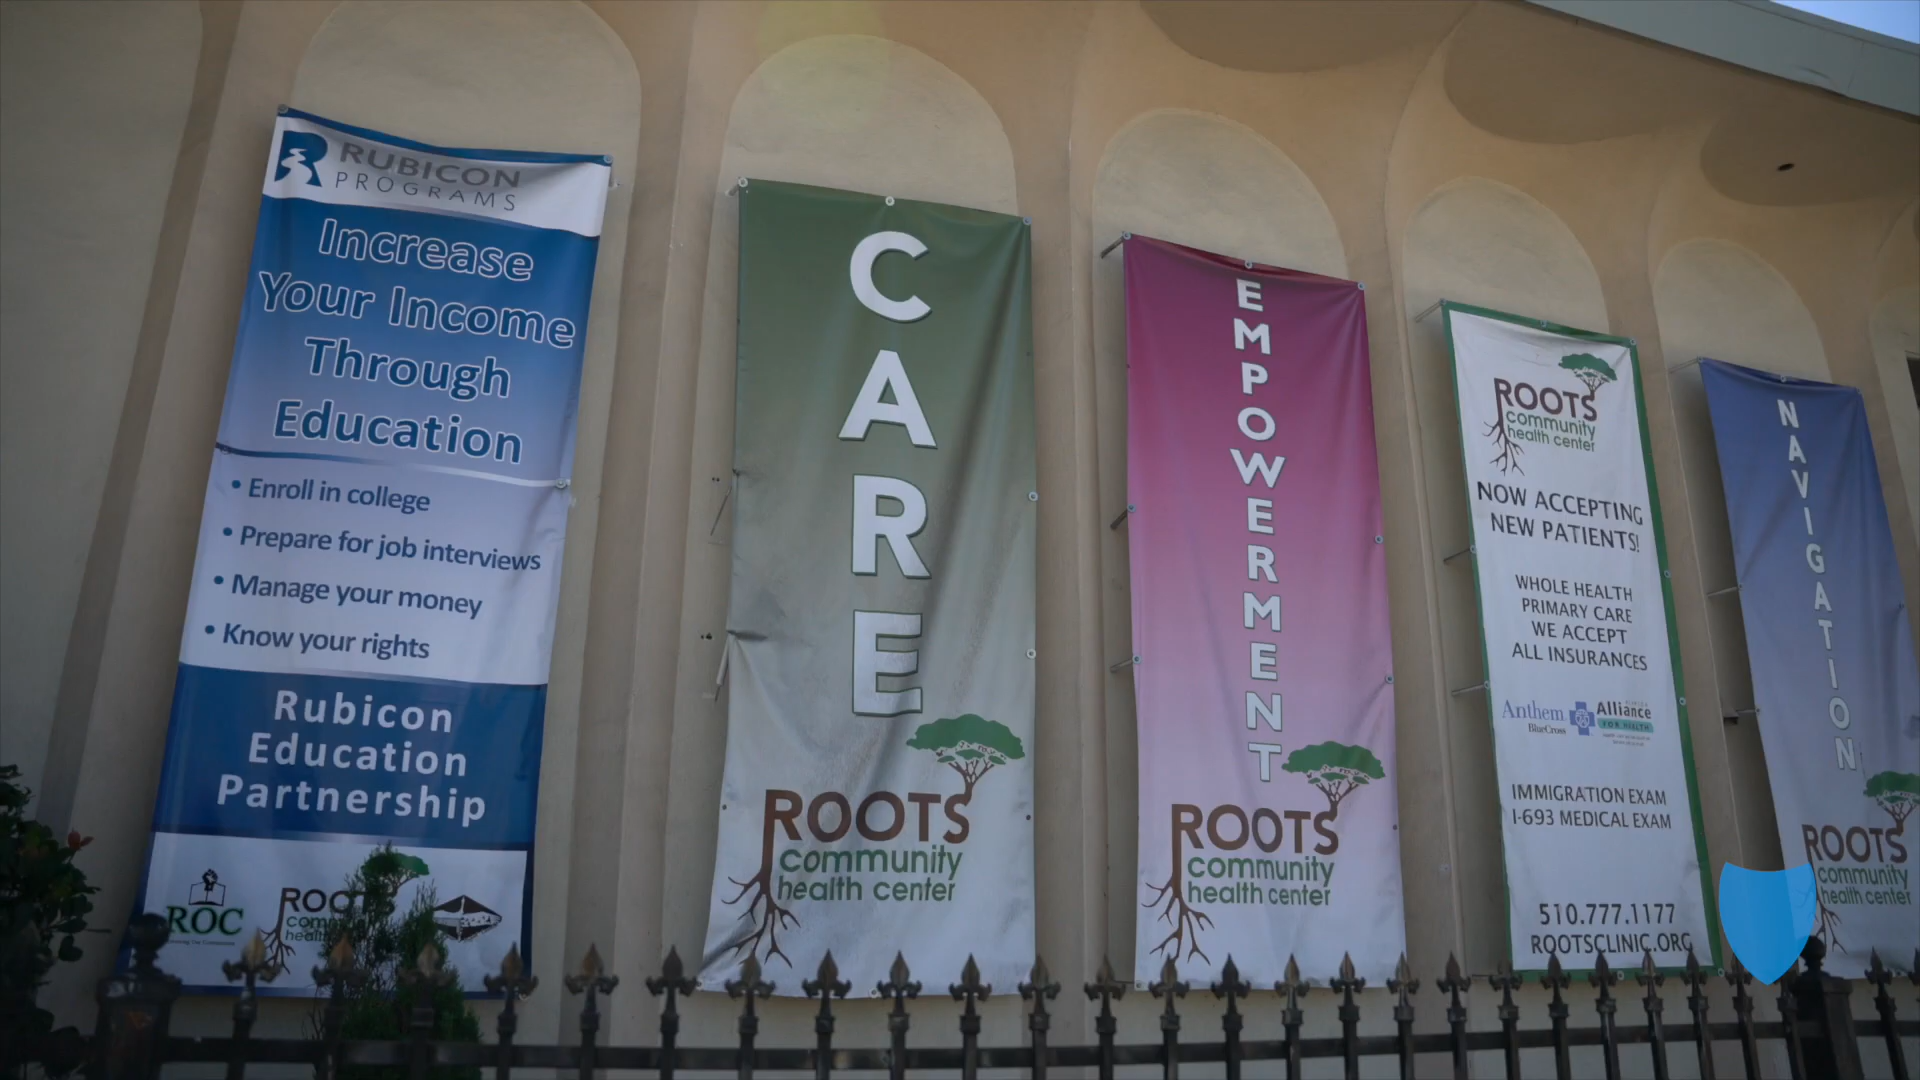 RUBICON
PROGRAMS
Increase
Your Income
Through
Education
• Enroll in college
• Prepare for job interviews
• Manage your money
• Know your rights
Rubicon
Education
Partnership
ROC
ROOT
CARE
ROOTS
community
health center
EMPOWERMENT
ROOTS
community
health center
ROOTS
community
health center
NOW ACCEPTING
NEW PATIENTS!
WHOLE HEALTH
PRIMARY CARE
WE ACCEPT
ALL INSURANCES
Anthem
BlueCross
Alliance
FOR HEALTH
IMMIGRATION EXAM
I-693 MEDICAL EXAM
510.777.1177
ROOTSCLINIC.ORG
NAVIGATION
ROOTS
community
health center